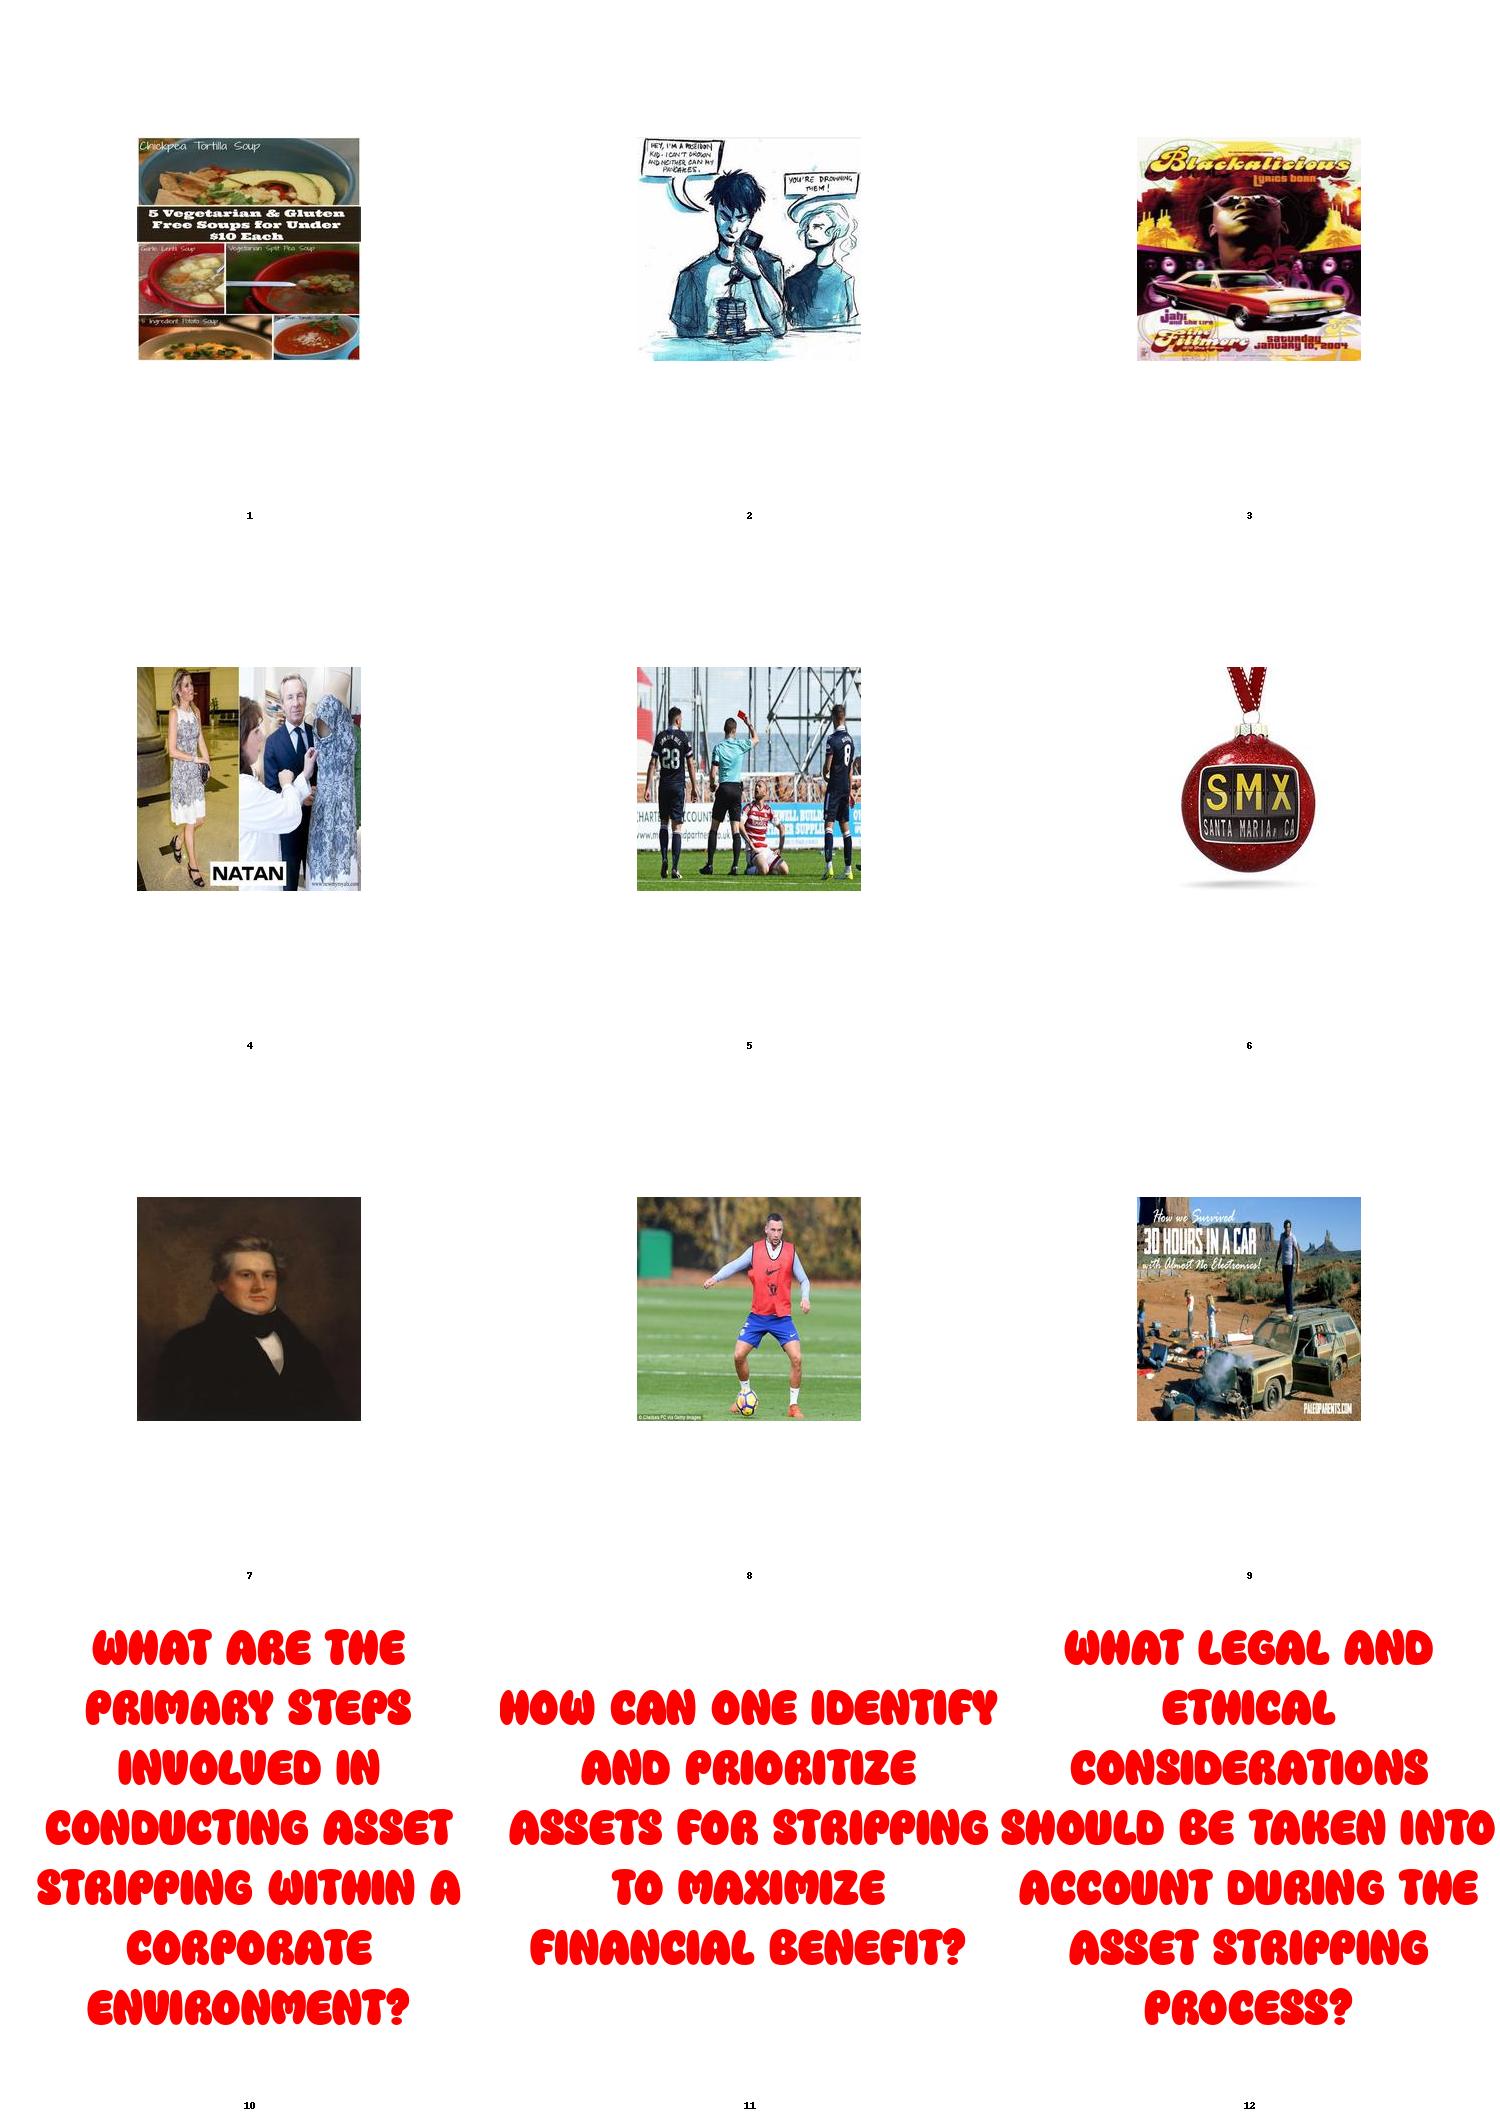 Chickpea Tortilla Soup
5 Vegetarian & Gluten
Free Soups for Under
$10 Each
Garlic Lentil Soup
Vegetarian Split Pea Soup
5 Ingredient Potato Soup
HEY, I'M A POSEIDON
KID. I CAN'T DROWN
AND NEITHER CAN MY
PANCAKES.
YOU'RE DROWNING
THEM!
Blackalicious
Lyrics Born
Jahi
and the Life
the Fillmore
Saturday
January 10, 2004
1
2
3
NATAN
28
8
SMX
SANTA MARIA, CA
4
5
6
© Chelsea FC via Getty Images
How we Survived
30 HOURS IN A CAR
with Almost No Electronics!
PALEOPARENTS.COM
7
8
9
WHAT ARE THE
PRIMARY STEPS
INVOLVED IN
CONDUCTING ASSET
STRIPPING WITHIN A
CORPORATE
ENVIRONMENT?
HOW CAN ONE IDENTIFY
AND PRIORITIZE
ASSETS FOR STRIPPING
TO MAXIMIZE
FINANCIAL BENEFIT?
WHAT LEGAL AND
ETHICAL
CONSIDERATIONS
SHOULD BE TAKEN INTO
ACCOUNT DURING THE
ASSET STRIPPING
PROCESS?
10
11
12